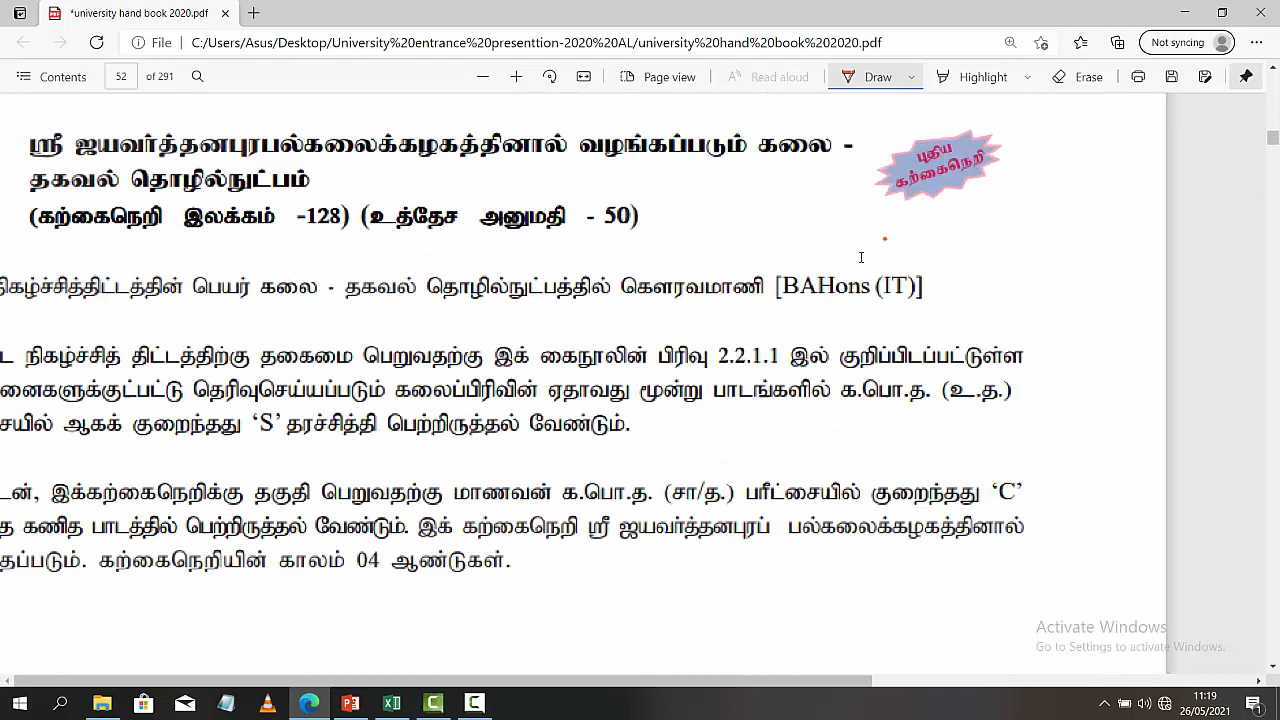 *university hand book 2020.pdf
File C:/Users/Asus/Desktop/University%20entrance%20presenttion-2020%20AL/university%20hand%20book%202020.pdf Not syncing
Contents 52 of 291 Page view Read aloud Draw Highlight Erase
ஸ்ரீ ஜயவர்த்தனபுரபல்கலைக்கழகத்தினால் வழங்கப்படும் கலை -
புதிய
கற்கைநெறி
தகவல் தொழில்நுட்பம்
(கற்கைநெறி இலக்கம் -128) (உத்தேச அனுமதி - 50)
நிகழ்ச்சித்திட்டத்தின் பெயர் கலை - தகவல் தொழில்நுட்பத்தில் கௌரவமாணி [BAHons (IT)]
ட நிகழ்ச்சித் திட்டத்திற்கு தகைமை பெறுவதற்கு இக் கைநூலின் பிரிவு 2.2.1.1 இல் குறிப்பிடப்பட்டுள்ள
னைகளுக்குட்பட்டு தெரிவுசெய்யப்படும் கலைப்பிரிவின் ஏதாவது மூன்று பாடங்களில் க.பொ.த. (உ.த.)
சயில் ஆகக் குறைந்தது ‘S’ தரச்சித்தி பெற்றிருத்தல் வேண்டும்.
டன், இக்கற்கைநெறிக்கு தகுதி பெறுவதற்கு மாணவன் க.பொ.த. (சா/த.) பரீட்சையில் குறைந்தது ‘C’
த கணித பாடத்தில் பெற்றிருத்தல் வேண்டும். இக் கற்கைநெறி ஸ்ரீ ஜயவர்த்தனபுரப் பல்கலைக்கழகத்தினால்
தப்படும். கற்கைநெறியின் காலம் 04 ஆண்டுகள்.
Activate Windows
Go to Settings to activate Windows.
11:19
26/05/2021